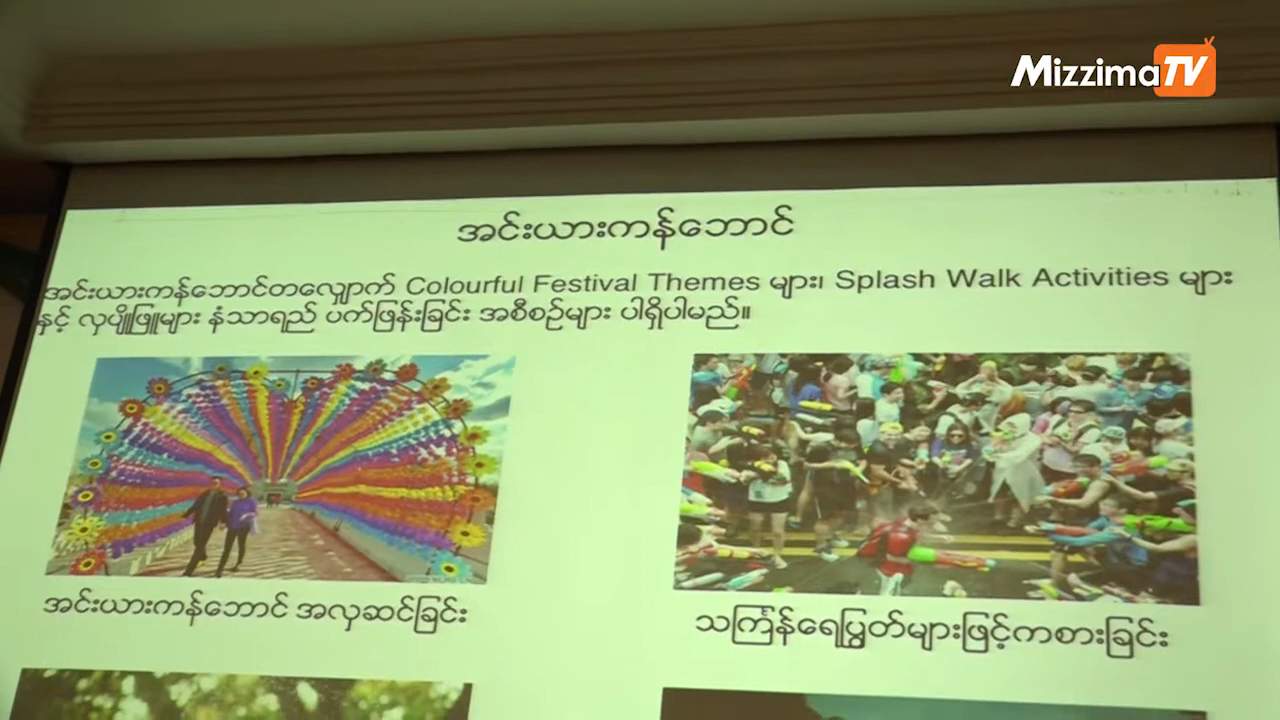 Mizzima TV
အင်းယားကန်ဘောင်
အင်းယားကန်ဘောင်တလျှောက် Colourful Festival Themes များ၊ Splash Walk Activities များ
နှင့် လှပျိုဖြူများ နံသာရည် ပက်ဖြန်းခြင်း အစီစဉ်များ ပါရှိပါမည်။
အင်းယားကန်ဘောင် အလှဆင်ခြင်း
သင်္ကြန်ရေပြွတ်များဖြင့်ကစားခြင်း